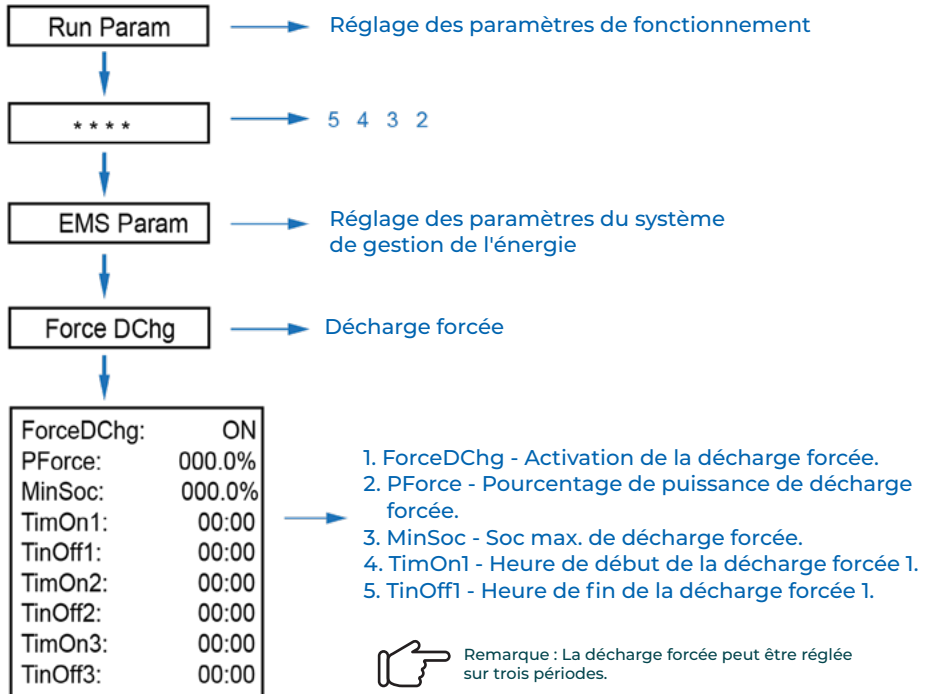 Run Param
Réglage des paramètres de fonctionnement
* * * *
5 4 3 2
EMS Param
Réglage des paramètres du système
de gestion de l'énergie
Force DChg
Décharge forcée
ForceDChg: ON
PForce: 000.0%
MinSoc: 000.0%
TimOn1: 00:00
TinOff1: 00:00
TimOn2: 00:00
TinOff2: 00:00
TimOn3: 00:00
TinOff3: 00:00
1. ForceDChg - Activation de la décharge forcée.
2. PForce - Pourcentage de puissance de décharge
forcée.
3. MinSoc - Soc max. de décharge forcée.
4. TimOn1 - Heure de début de la décharge forcée 1.
5. TinOff1 - Heure de fin de la décharge forcée 1.
Remarque : La décharge forcée peut être réglée
sur trois périodes.